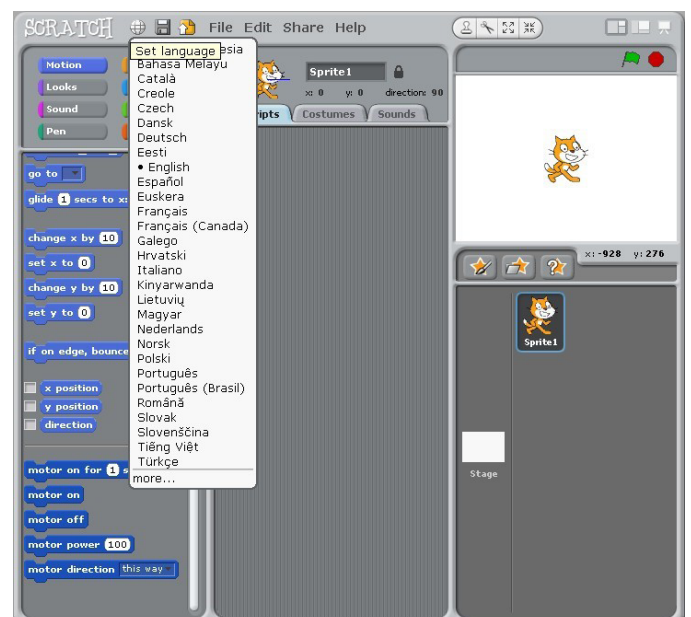 SCRATCH File Edit Share Help
Set language
esia
Bahasa Melayu
Català
Creole
Czech
Dansk
Deutsch
Eesti
• English
Español
Euskera
Français
Français (Canada)
Galego
Hrvatski
Italiano
Kinyarwanda
Lietuvių
Magyar
Nederlands
Norsk
Polski
Português
Português (Brasil)
Română
Slovak
Slovenščina
Tiếng Việt
Türkçe
more...
Motion
Looks
Sound
Pen
go to
glide 1 secs to x:
change x by 10
set x to 0
change y by 10
set y to 0
if on edge, bounce
x position
y position
direction
motor on for 1 s
motor on
motor off
motor power 100
motor direction this way
Sprite1
x: 0 y: 0 direction: 90
ipts Costumes Sounds
x: -928 y: 276
Sprite1
Stage